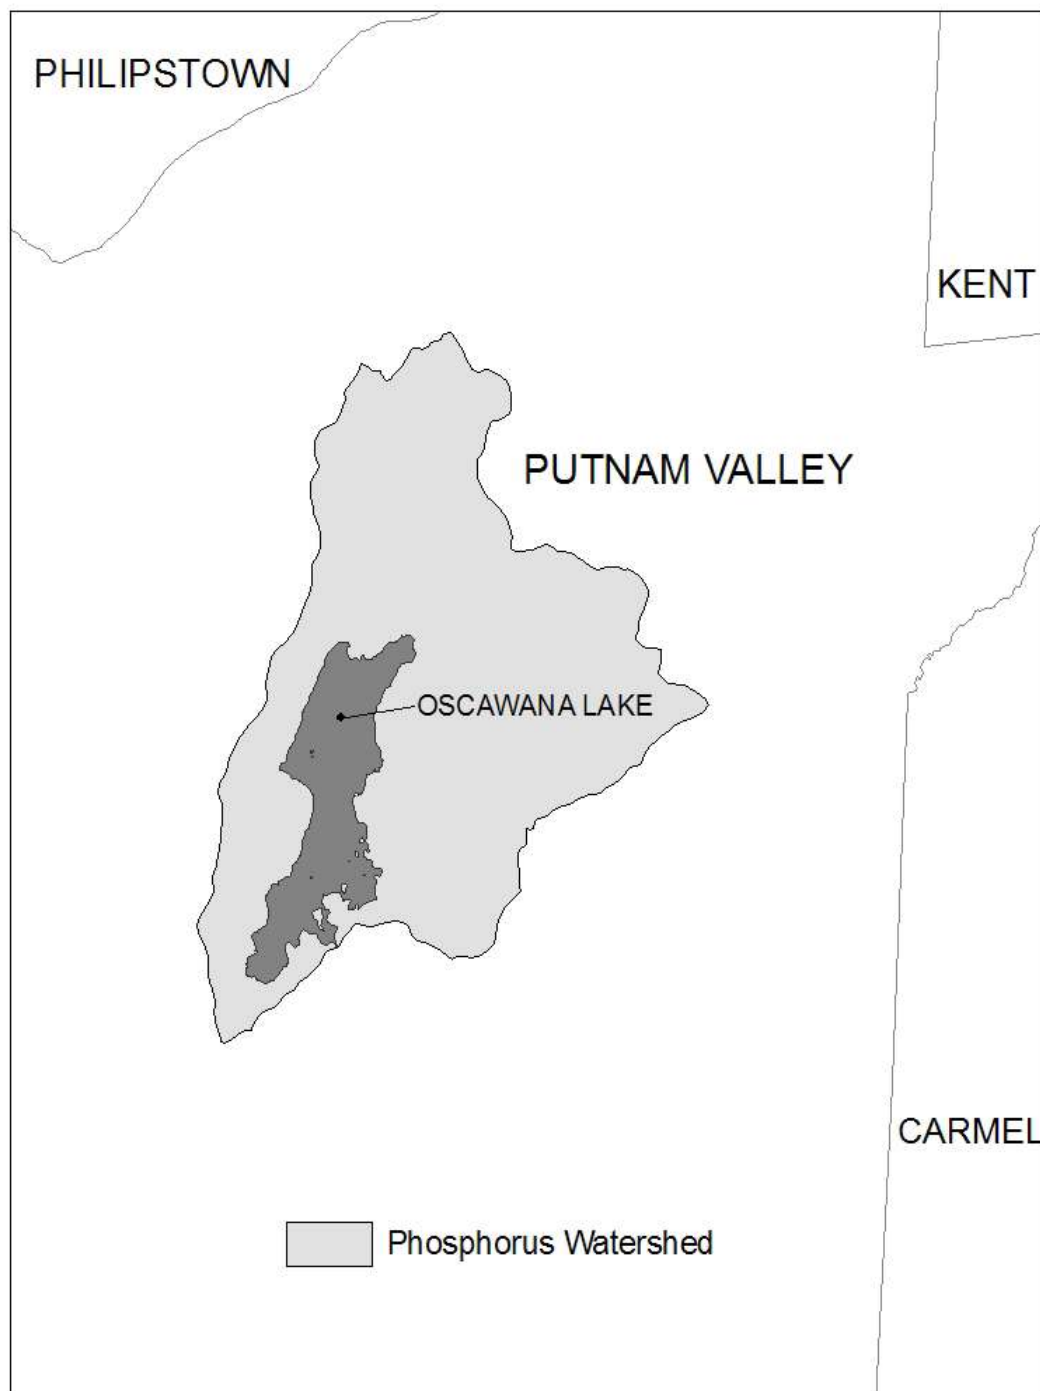 PHILIPSTOWN
KENT
PUTNAM VALLEY
OSCAWANA LAKE
CARMEL
Phosphorus Watershed